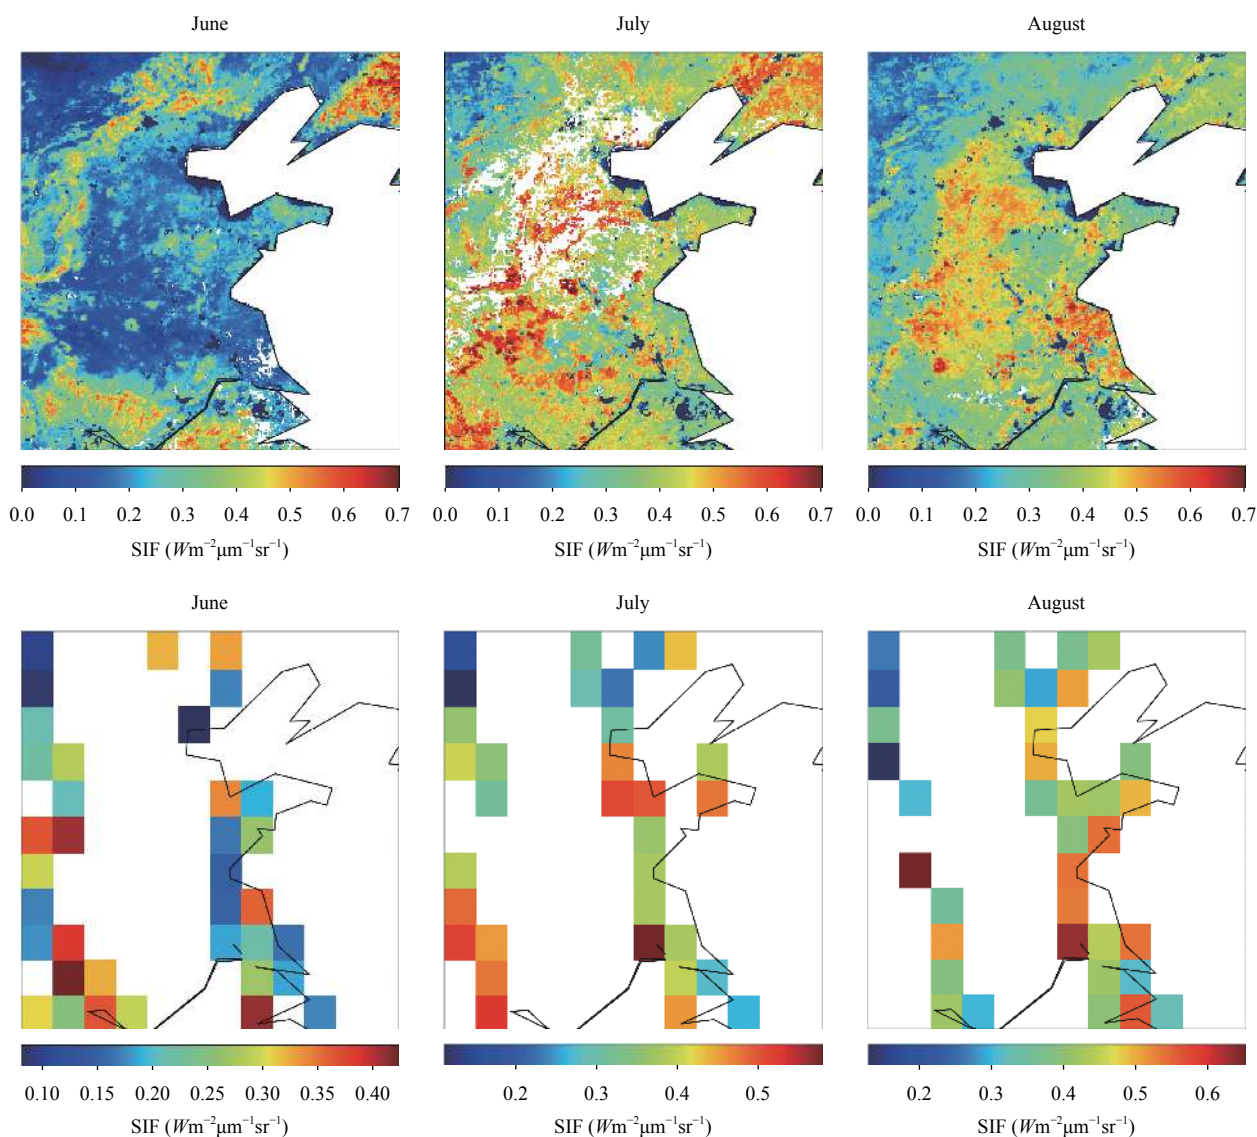 June July August
0.0 0.1 0.2 0.3 0.4 0.5 0.6 0.7 0.0 0.1 0.2 0.3 0.4 0.5 0.6 0.7 0.0 0.1 0.2 0.3 0.4 0.5 0.6 0.7
SIF (Wm⁻²μm⁻¹sr⁻¹) SIF (Wm⁻²μm⁻¹sr⁻¹) SIF (Wm⁻²μm⁻¹sr⁻¹)
June July August
0.10 0.15 0.20 0.25 0.30 0.35 0.40 0.2 0.3 0.4 0.5 0.2 0.3 0.4 0.5 0.6
SIF (Wm⁻²μm⁻¹sr⁻¹) SIF (Wm⁻²μm⁻¹sr⁻¹) SIF (Wm⁻²μm⁻¹sr⁻¹)